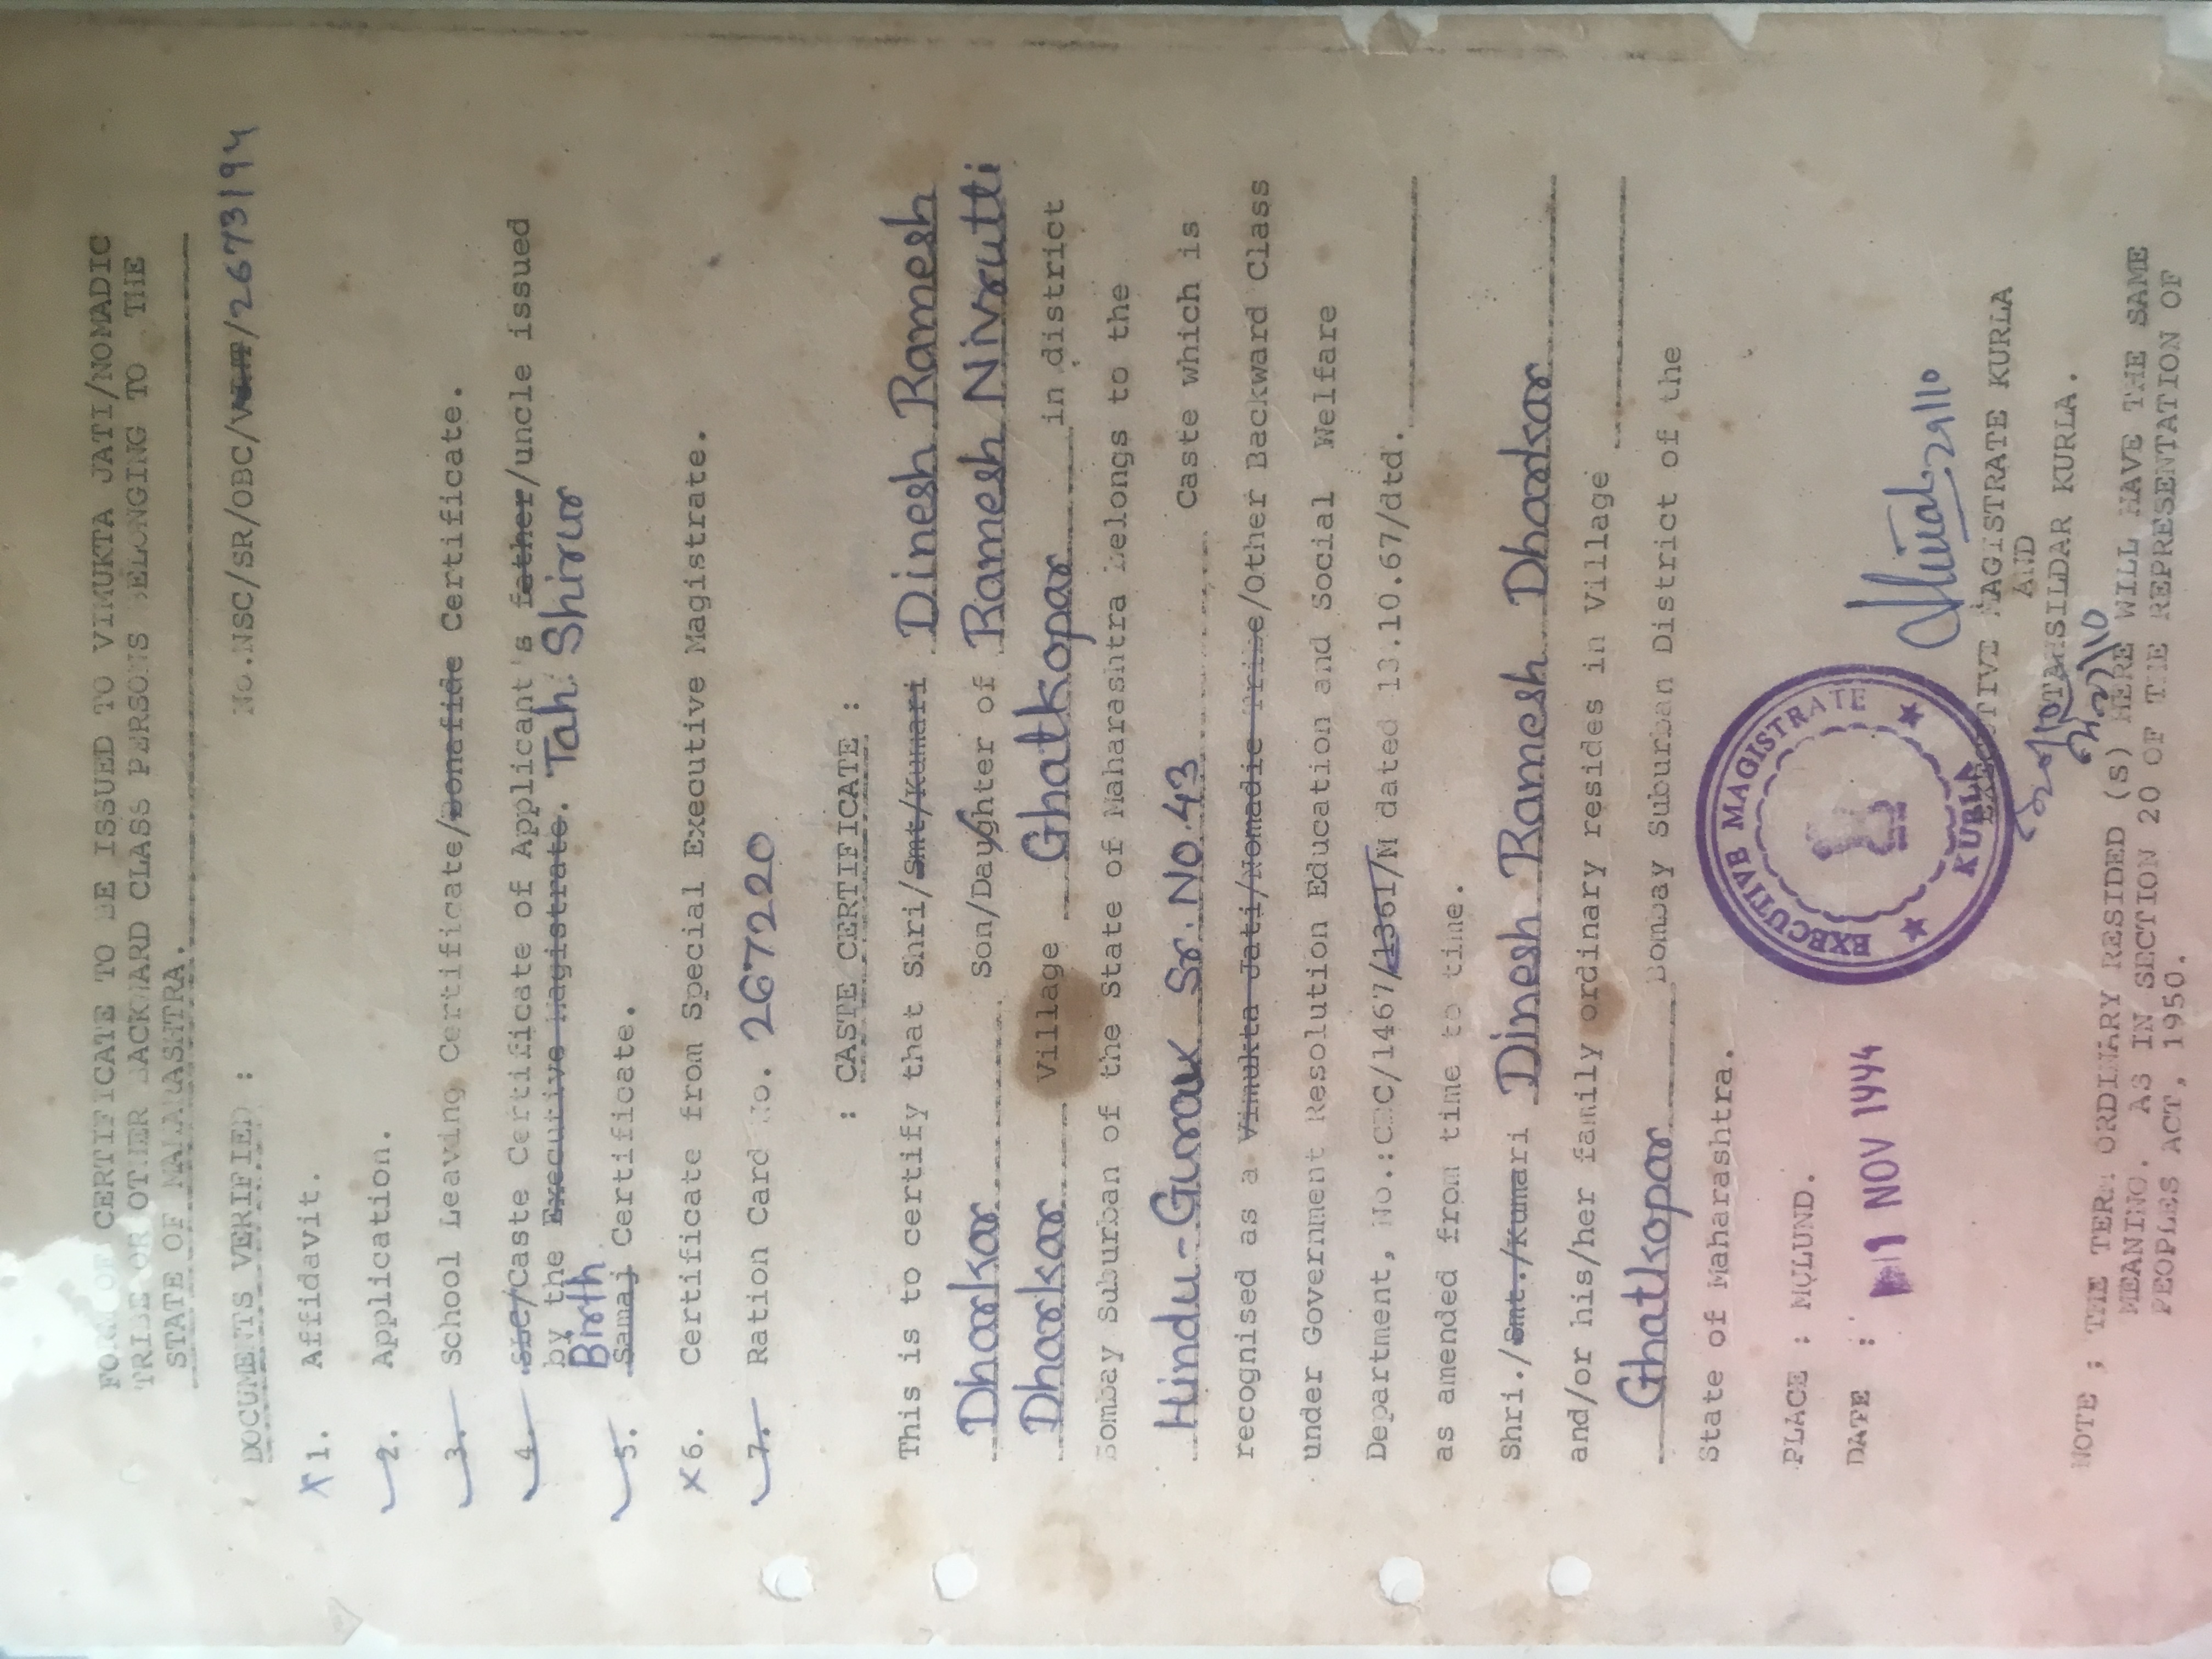 FORM OF CERTIFICATE TO BE ISSUED TO VIMUKTA JATI/NOMADIC
TRIBE OR OTHER BACKWARD CLASS PERSONS BELONGING TO THE
STATE OF MAHARASHTRA.
DOCUMENTS VERIFIED : No.NSC/SR/OBC/VJNT/2673/94
X 1. Affidavit.
2. Application.
3. School Leaving Certificate/Bonafide Certificate.
4. SLC/Caste Certificate of Applicant's father/uncle issued
by the Executive Magistrate. Tah. Shirur
Birth
5. Samaj Certificate.
X 6. Certificate from Special Executive Magistrate.
7. Ration Card No. 267220
: CASTE CERTIFICATE :
This is to certify that Shri/Smt/Kumari Dinesh Ramesh
Dharkar Son/Daughter of Ramesh Nivrutti
Dharkar Village Ghatkopar in district
Bombay Suburban of the State of Maharashtra Belongs to the
Hindu-Gurav Sr. No. 43 Caste which is
recognised as a Vimukta Jati/Nomadic Tribe/Other Backward Class
under Government Resolution Education and Social Welfare
Department, No.:CBC/1467/1361/M dated 13.10.67/dtd.
as amended from time to time.
Shri./Smt./Kumari Dinesh Ramesh Dharkar
and/or his/her family ordinary resides in Village
Ghatkopar Bombay Suburban District of the
State of Maharashtra.
PLACE : MULUND.
DATE : 1 NOV 1994
EXECUTIVE MAGISTRATE
KURLA
29/10
EXECUTIVE MAGISTRATE KURLA
AND
TAHSILDAR KURLA.
NOTE ; THE TERM ORDINARY RESIDED (S) HERE WILL HAVE THE SAME
MEANING. AS IN SECTION 20 OF THE REPRESENTATION OF
PEOPLES ACT, 1950.